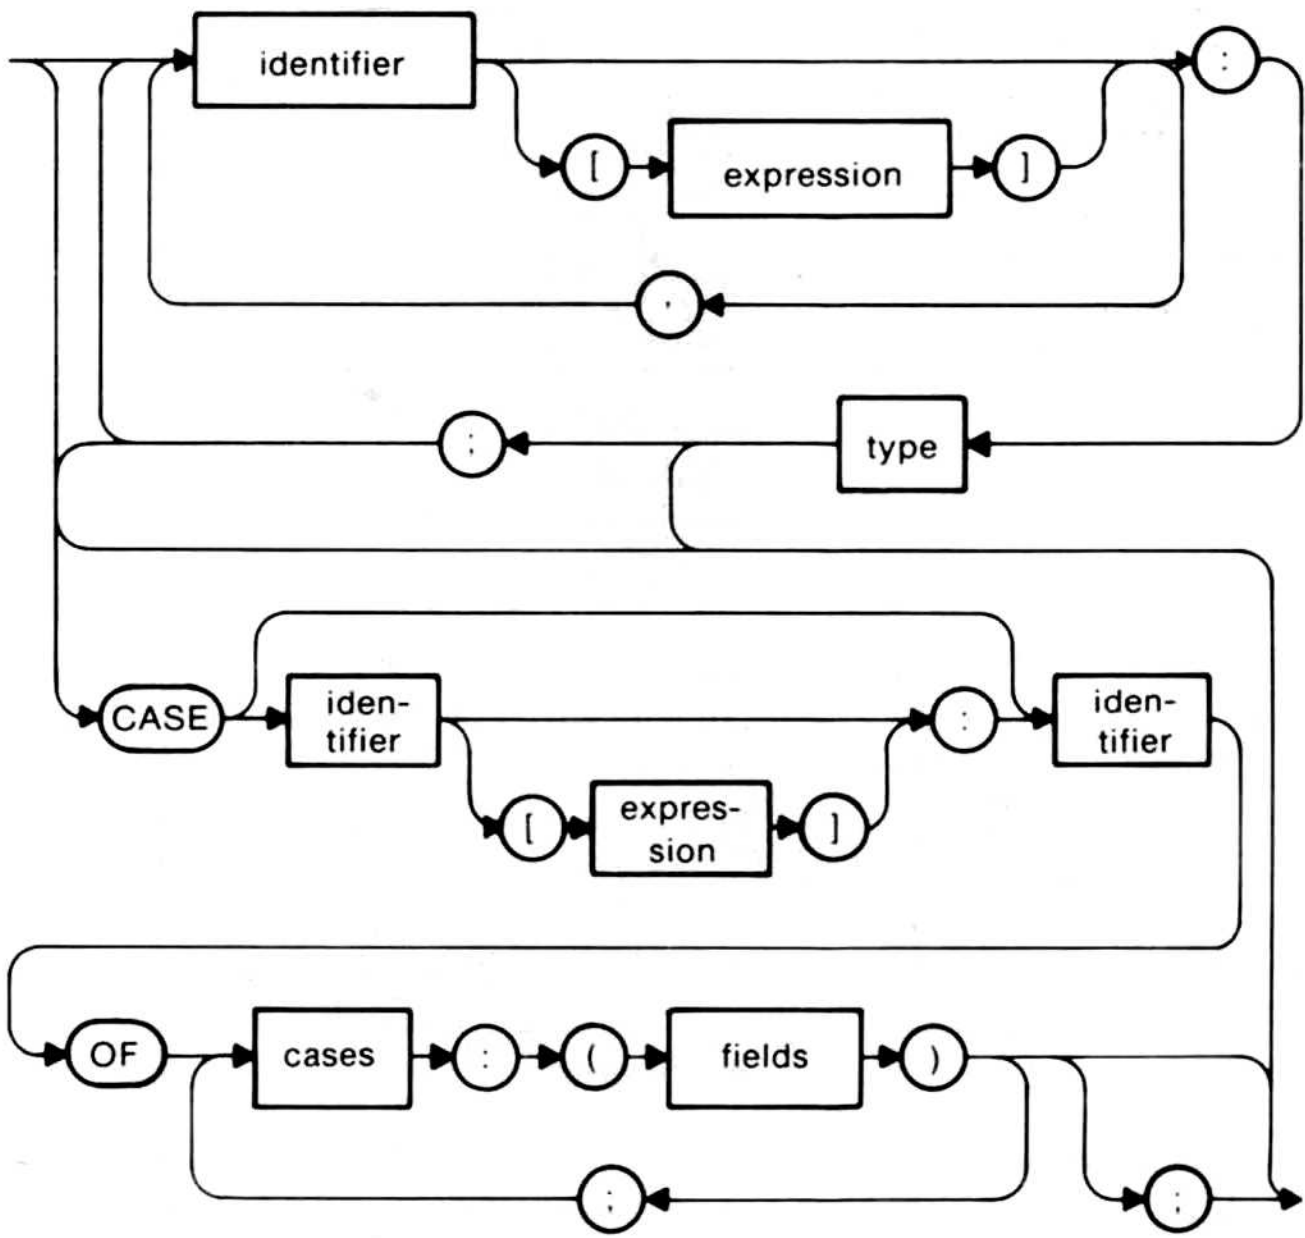 identifier :
[ expression ]
,
; type
CASE iden-
tifier : iden-
tifier
[ expres-
sion ]
OF cases : ( fields )
; ;